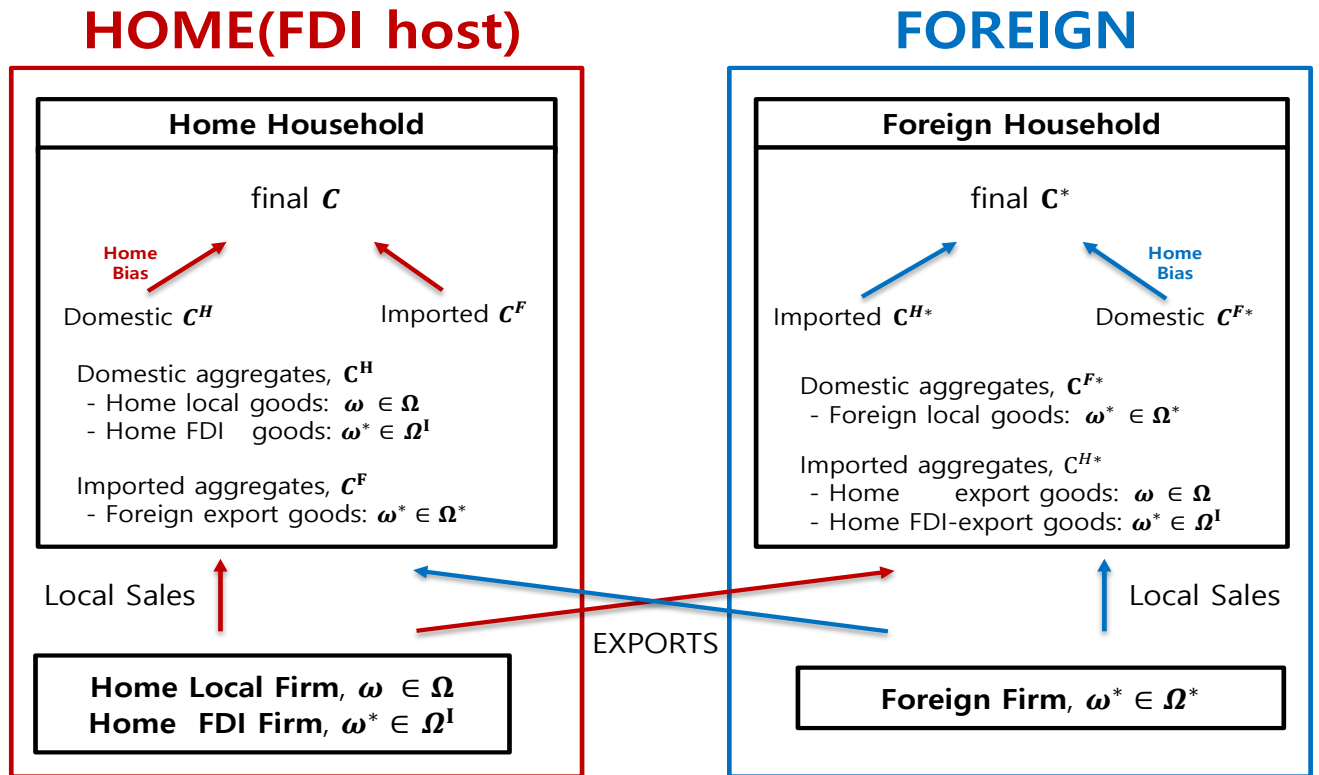 HOME(FDI host)
Home Household
final C
Home
Bias
Domestic C^H
Imported C^F
Domestic aggregates, C^H
- Home local goods: ω ∈ Ω
- Home FDI goods: ω* ∈ Ω^I
Imported aggregates, C^F
- Foreign export goods: ω* ∈ Ω*
Local Sales
Home Local Firm, ω ∈ Ω
Home FDI Firm, ω* ∈ Ω^I
EXPORTS
FOREIGN
Foreign Household
final C*
Home
Bias
Imported C^H*
Domestic C^F*
Domestic aggregates, C^F*
- Foreign local goods: ω* ∈ Ω*
Imported aggregates, C^H*
- Home export goods: ω ∈ Ω
- Home FDI-export goods: ω* ∈ Ω^I
Local Sales
Foreign Firm, ω* ∈ Ω*